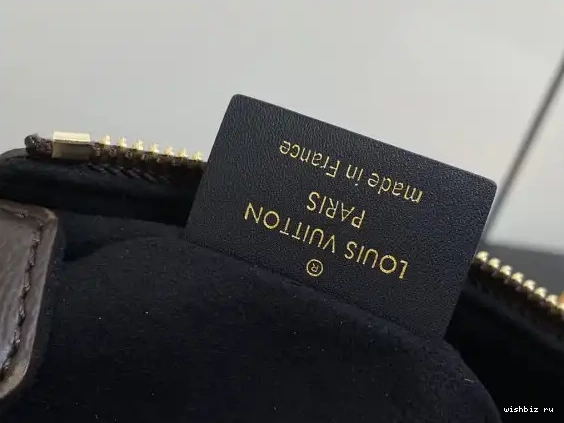 ®
LOUIS VUITTON
PARIS
made in France
wishbiz ru